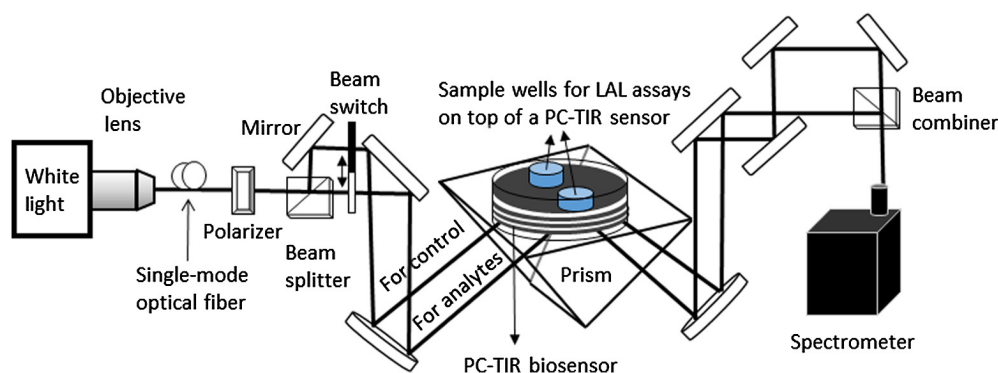 Objective
lens
Beam
switch
Mirror
Sample wells for LAL assays
on top of a PC-TIR sensor
Beam
combiner
White
light
Polarizer
Beam
splitter
Single-mode
optical fiber
For control
For analytes
Prism
PC-TIR biosensor
Spectrometer